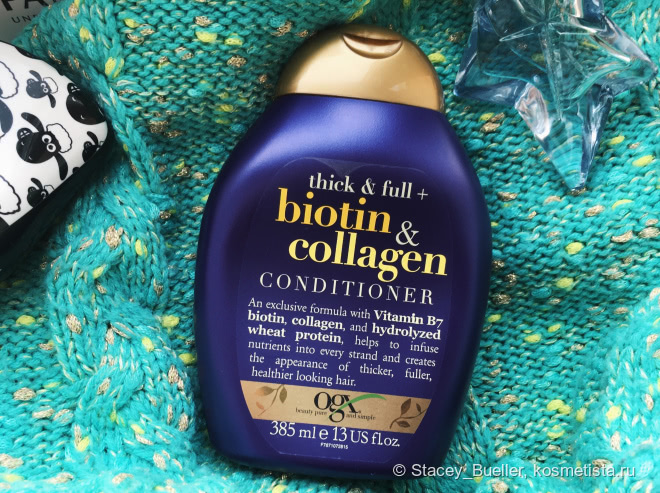 thick & full +
biotin &
collagen
CONDITIONER
An exclusive formula with Vitamin B7
biotin, collagen, and hydrolyzed
wheat protein, helps to infuse
nutrients into every strand and creates
the appearance of thicker, fuller,
healthier looking hair.
ogx
beauty pure and simple
385 ml e 13 US fl.oz.
© Stacey_Bueller, kosmetista.ru